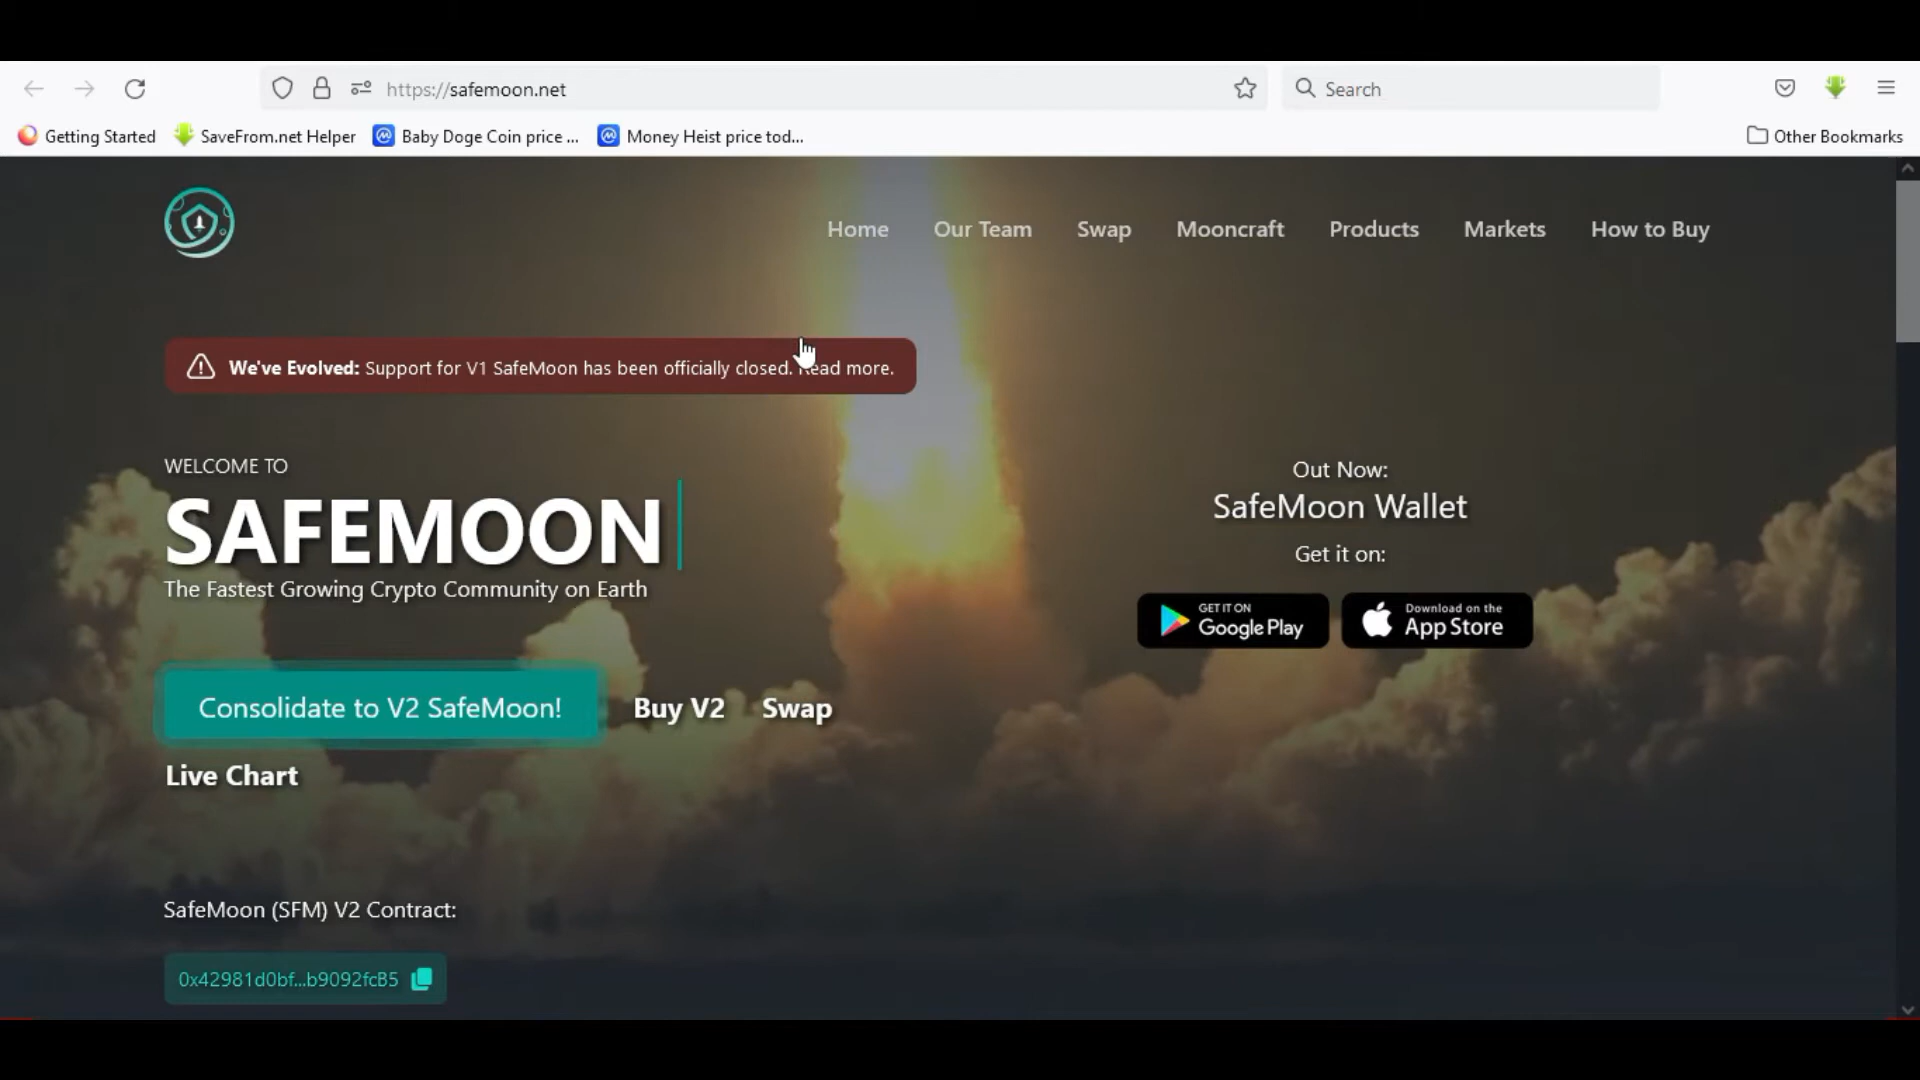 https://safemoon.net
Search
Getting Started
SaveFrom.net Helper
Baby Doge Coin price ...
Money Heist price tod...
Other Bookmarks
Home
Our Team
Swap
Mooncraft
Products
Markets
How to Buy
We've Evolved: Support for V1 SafeMoon has been officially closed. Read more.
WELCOME TO
SAFEMOON
The Fastest Growing Crypto Community on Earth
Out Now:
SafeMoon Wallet
Get it on:
GET IT ON
Google Play
Download on the
App Store
Consolidate to V2 SafeMoon!
Buy V2
Swap
Live Chart
SafeMoon (SFM) V2 Contract:
0x42981d0bf...b9092fcB5